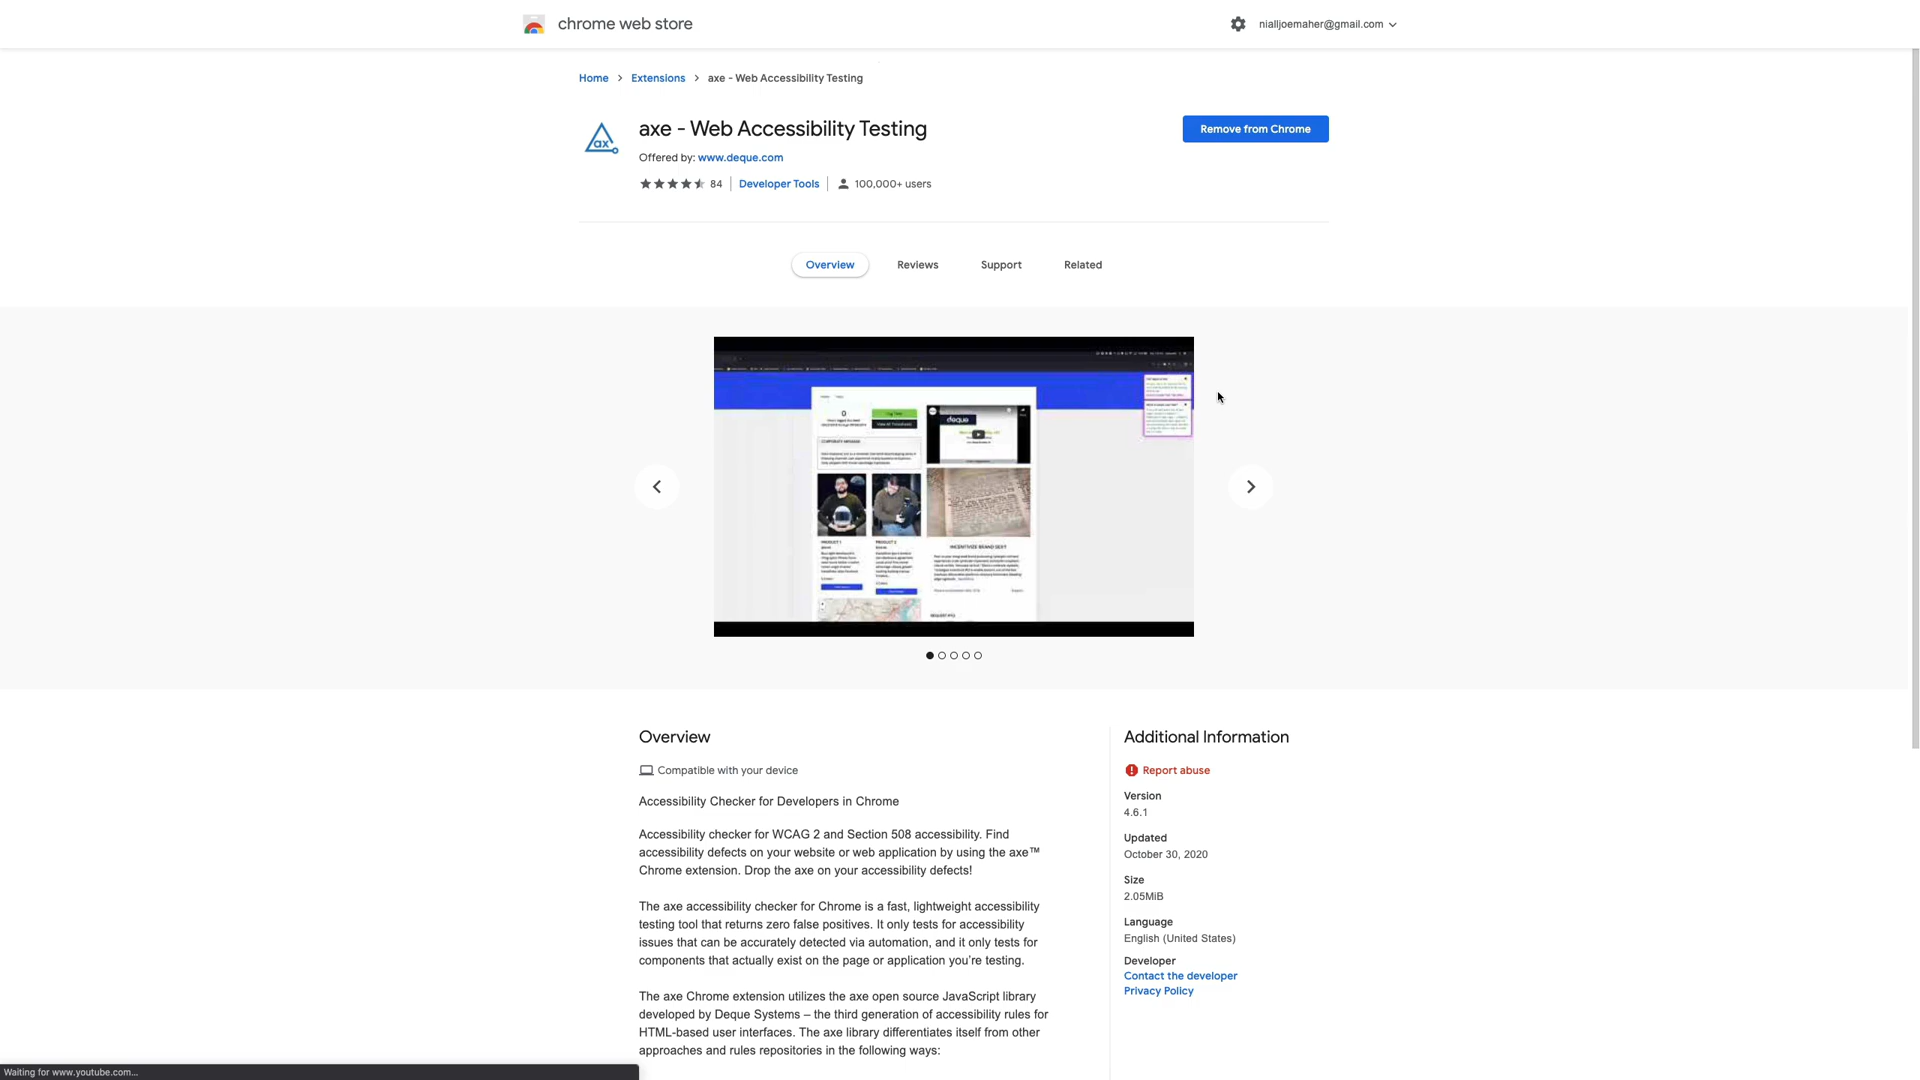 chrome web store
nialljoemaher@gmail.com
Home > Extensions > axe - Web Accessibility Testing
axe - Web Accessibility Testing
Remove from Chrome
Offered by: www.deque.com
84 Developer Tools 100,000+ users
Overview Reviews Support Related
deque
Overview
Compatible with your device
Accessibility Checker for Developers in Chrome
Accessibility checker for WCAG 2 and Section 508 accessibility. Find
accessibility defects on your website or web application by using the axe™
Chrome extension. Drop the axe on your accessibility defects!
The axe accessibility checker for Chrome is a fast, lightweight accessibility
testing tool that returns zero false positives. It only tests for accessibility
issues that can be accurately detected via automation, and it only tests for
components that actually exist on the page or application you're testing.
The axe Chrome extension utilizes the axe open source JavaScript library
developed by Deque Systems – the third generation of accessibility rules for
HTML-based user interfaces. The axe library differentiates itself from other
approaches and rules repositories in the following ways:
Additional Information
Report abuse
Version
4.6.1
Updated
October 30, 2020
Size
2.05MiB
Language
English (United States)
Developer
Contact the developer
Privacy Policy
Waiting for www.youtube.com...